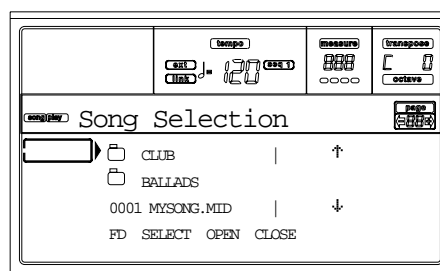 tempo measure transpose
ext link = 120 seq 1 888 C 0
octave
song play Song Selection page
CLUB
BALLADS
0001 MYSONG.MID
FD SELECT OPEN CLOSE